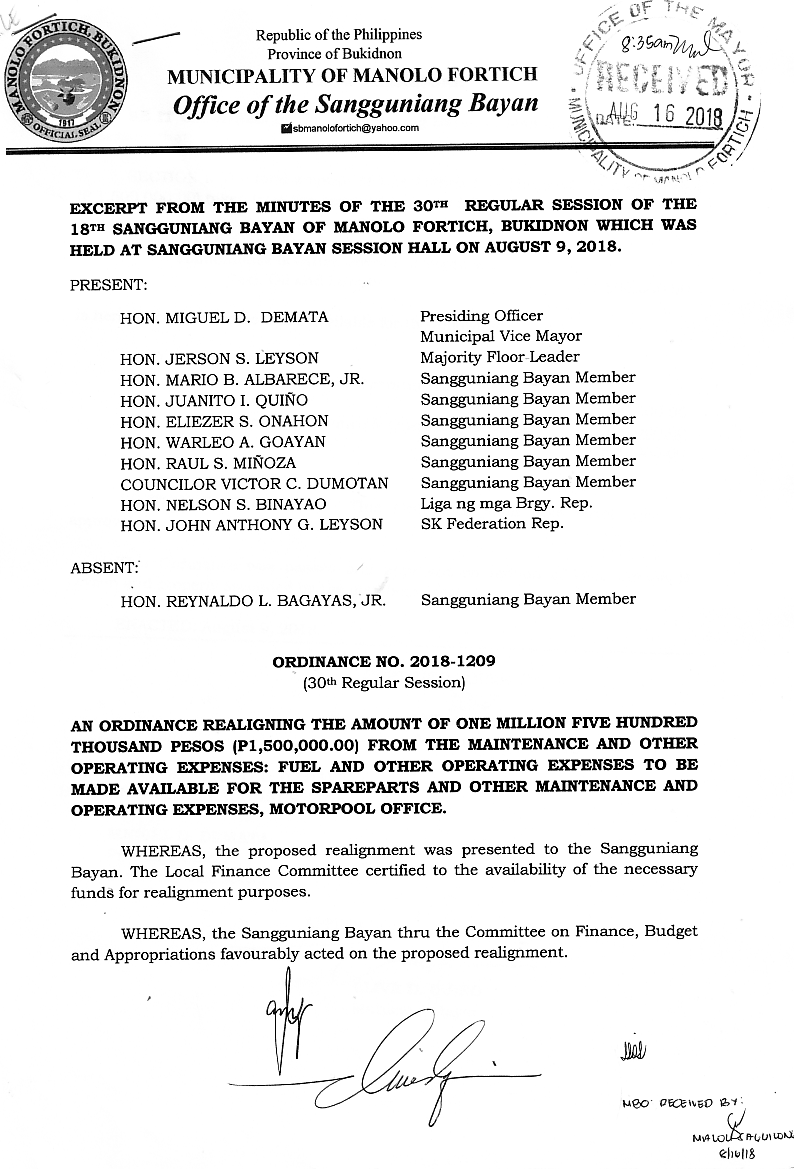 Republic of the Philippines
Province of Bukidnon
MUNICIPALITY OF MANOLO FORTICH
Office of the Sangguniang Bayan
sbmanolofortich@yahoo.com
MANOLO FORTICH, BUKIDNON
1917
OFFICIAL SEAL
OFFICE OF THE MAYOR
8:35am
RECEIVED
DATE: AUG 16 2018
MUNICIPALITY OF MANOLO FORTICH
EXCERPT FROM THE MINUTES OF THE 30TH REGULAR SESSION OF THE
18TH SANGGUNIANG BAYAN OF MANOLO FORTICH, BUKIDNON WHICH WAS
HELD AT SANGGUNIANG BAYAN SESSION HALL ON AUGUST 9, 2018.
PRESENT:
HON. MIGUEL D. DEMATA Presiding Officer
Municipal Vice Mayor
HON. JERSON S. LEYSON Majority Floor Leader
HON. MARIO B. ALBARECE, JR. Sangguniang Bayan Member
HON. JUANITO I. QUIÑO Sangguniang Bayan Member
HON. ELIEZER S. ONAHON Sangguniang Bayan Member
HON. WARLEO A. GOAYAN Sangguniang Bayan Member
HON. RAUL S. MIÑOZA Sangguniang Bayan Member
COUNCILOR VICTOR C. DUMOTAN Sangguniang Bayan Member
HON. NELSON S. BINAYAO Liga ng mga Brgy. Rep.
HON. JOHN ANTHONY G. LEYSON SK Federation Rep.
ABSENT:
HON. REYNALDO L. BAGAYAS, JR. Sangguniang Bayan Member
ORDINANCE NO. 2018-1209
(30th Regular Session)
AN ORDINANCE REALIGNING THE AMOUNT OF ONE MILLION FIVE HUNDRED
THOUSAND PESOS (P1,500,000.00) FROM THE MAINTENANCE AND OTHER
OPERATING EXPENSES: FUEL AND OTHER OPERATING EXPENSES TO BE
MADE AVAILABLE FOR THE SPAREPARTS AND OTHER MAINTENANCE AND
OPERATING EXPENSES, MOTORPOOL OFFICE.
WHEREAS, the proposed realignment was presented to the Sangguniang
Bayan. The Local Finance Committee certified to the availability of the necessary
funds for realignment purposes.
WHEREAS, the Sangguniang Bayan thru the Committee on Finance, Budget
and Appropriations favourably acted on the proposed realignment.
MBO RECEIVED BY:
8/16/18